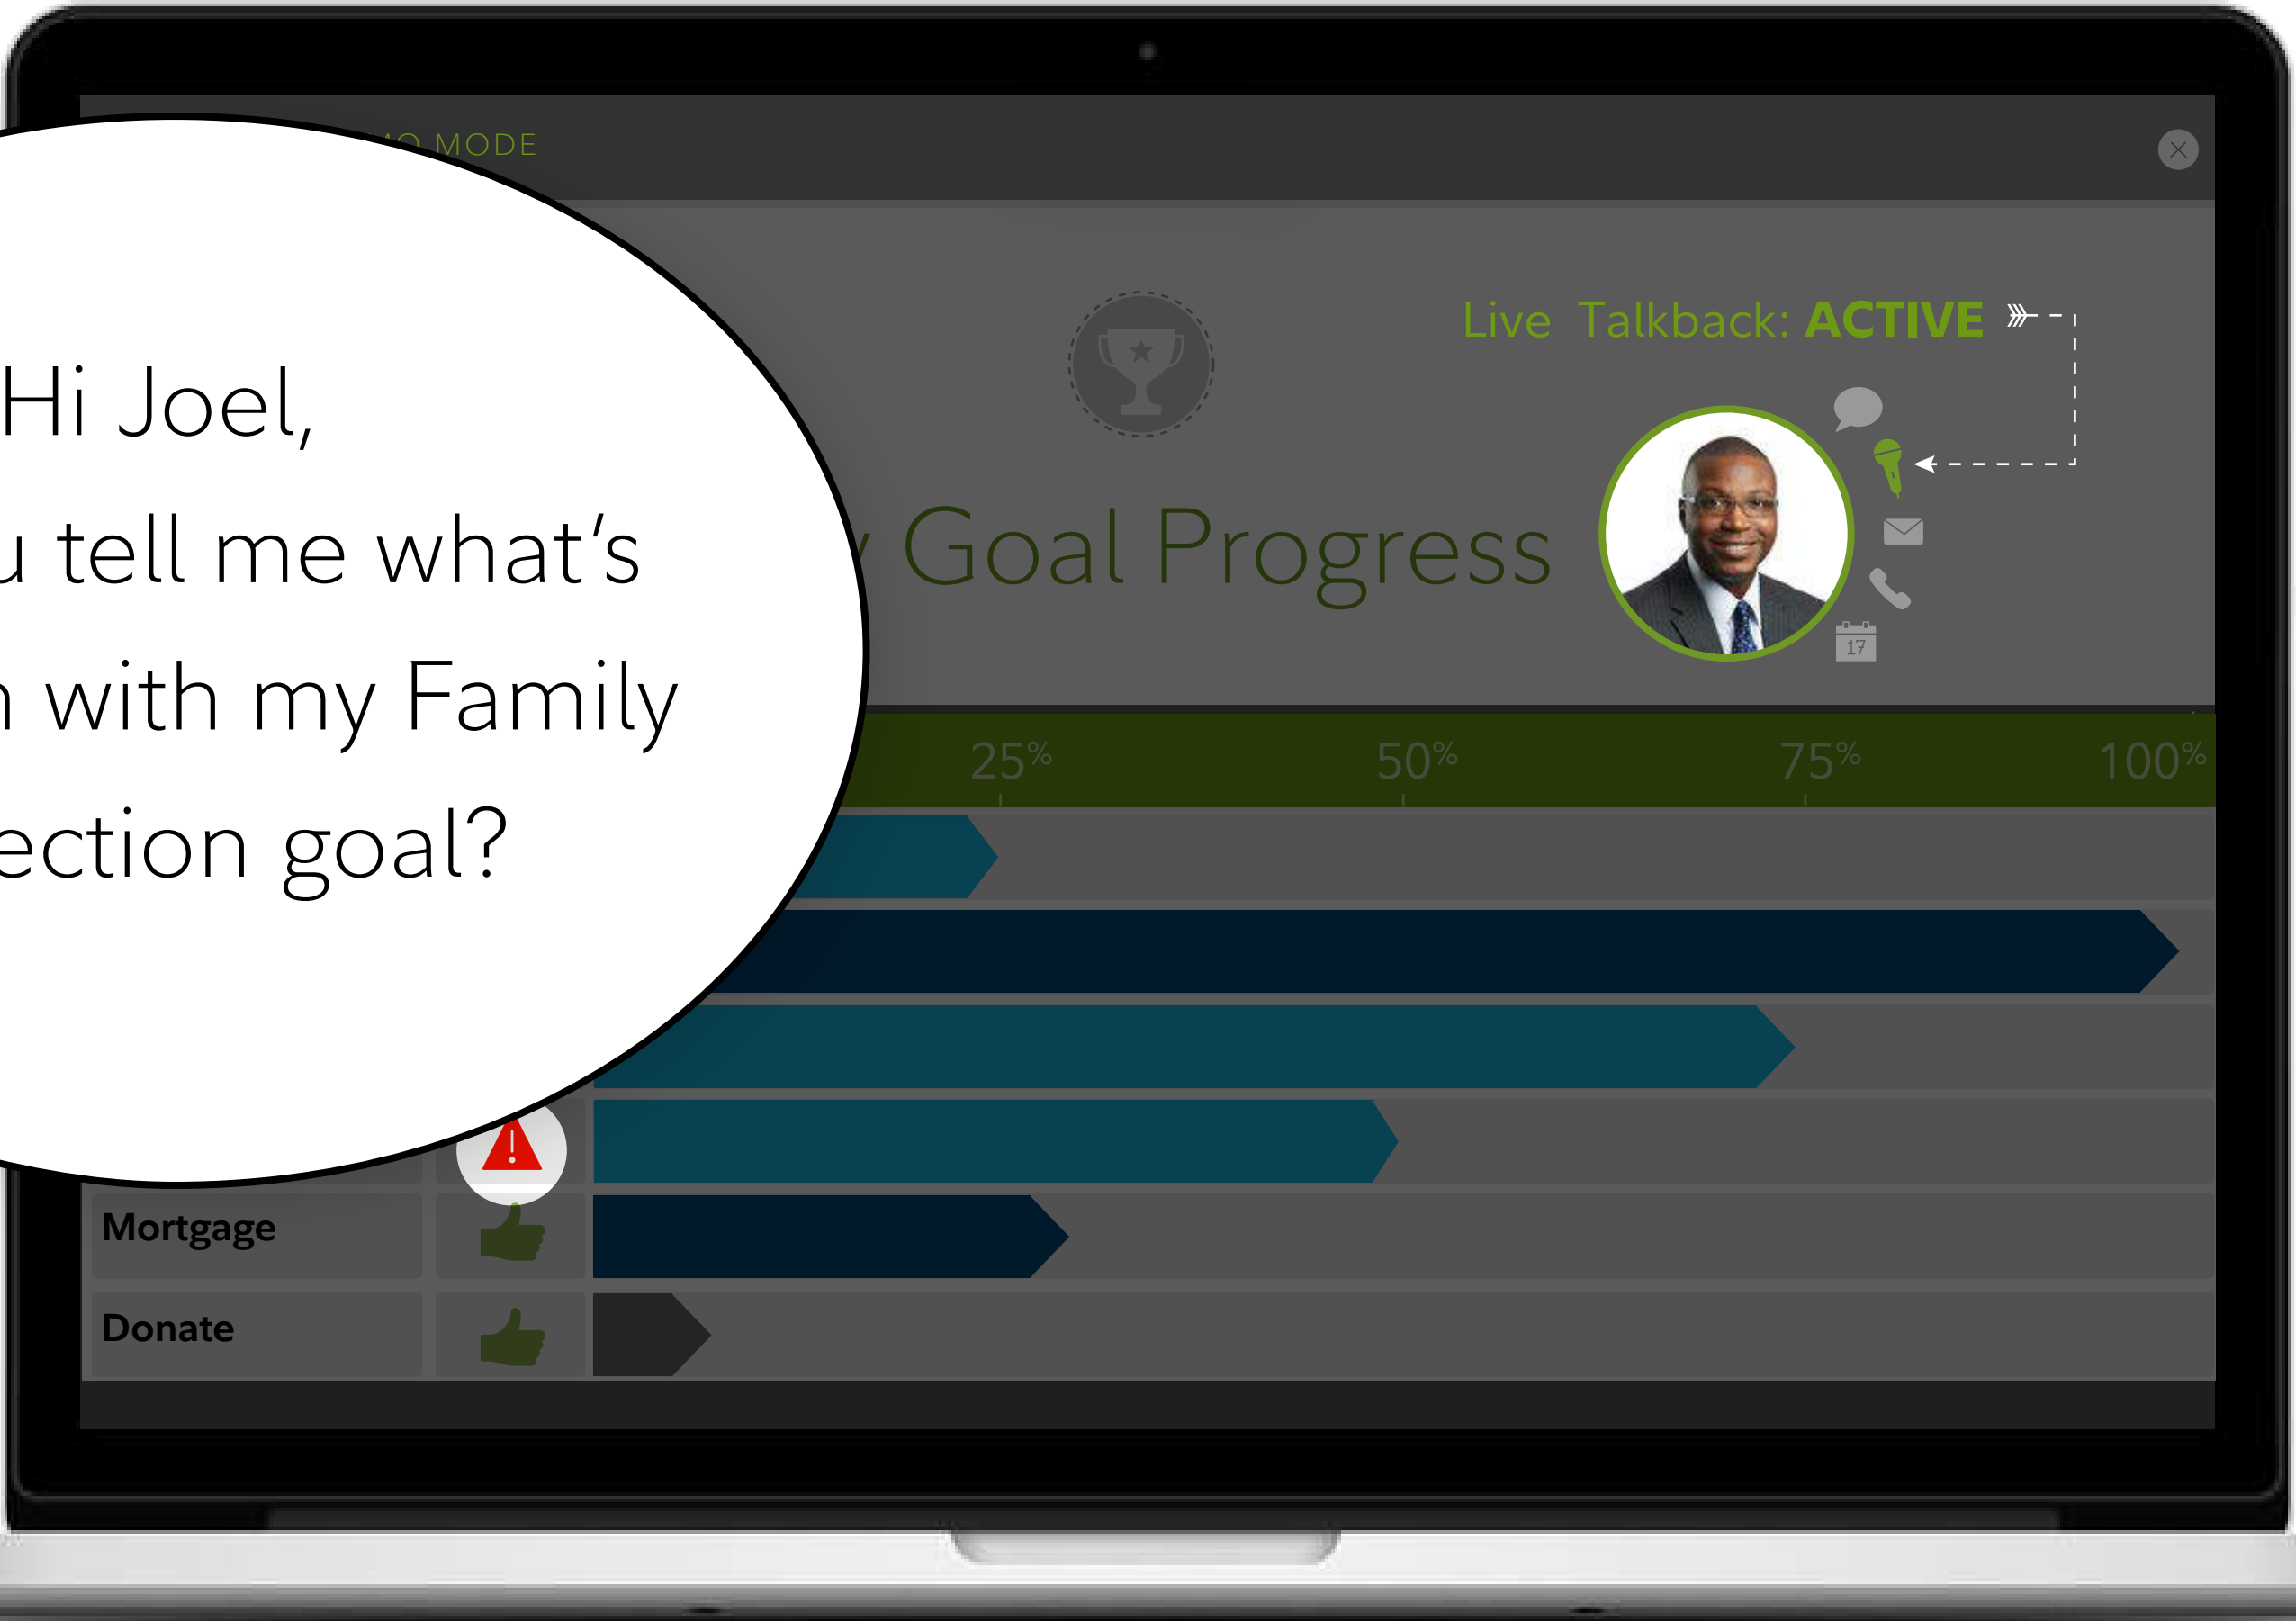 MODE
Live Talkback: ACTIVE
Hi Joel,
tell me what's
with my Family
goal?
Goal Progress
17
25% 50% 75% 100%
Mortgage
Donate